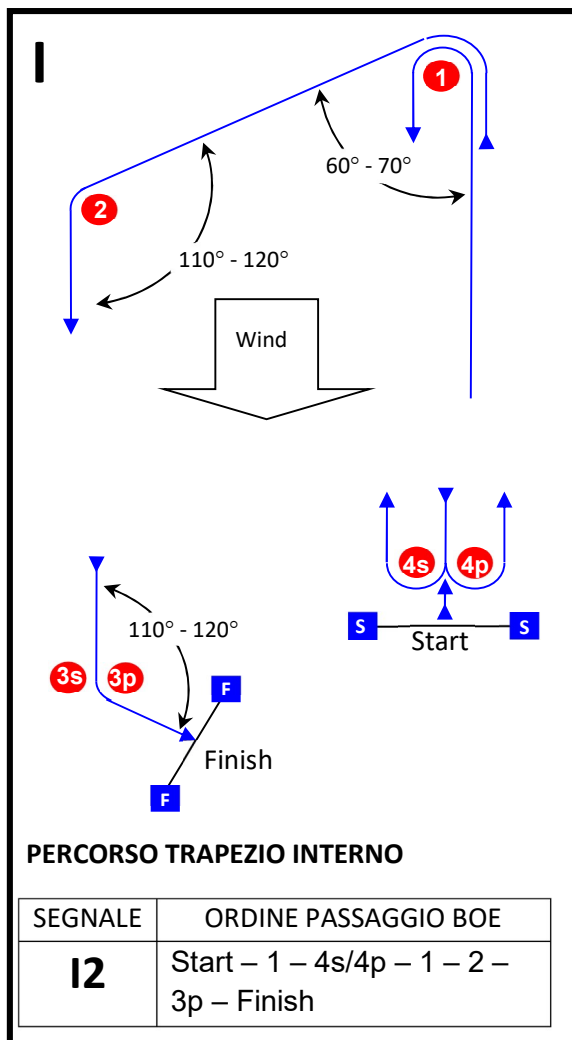 I
1
60° - 70°
2
110° - 120°
Wind
4s
4p
S
S
Start
110° - 120°
3s
3p
F
Finish
F
PERCORSO TRAPEZIO INTERNO
SEGNALE
ORDINE PASSAGGIO BOE
I2
Start – 1 – 4s/4p – 1 – 2 –
3p – Finish